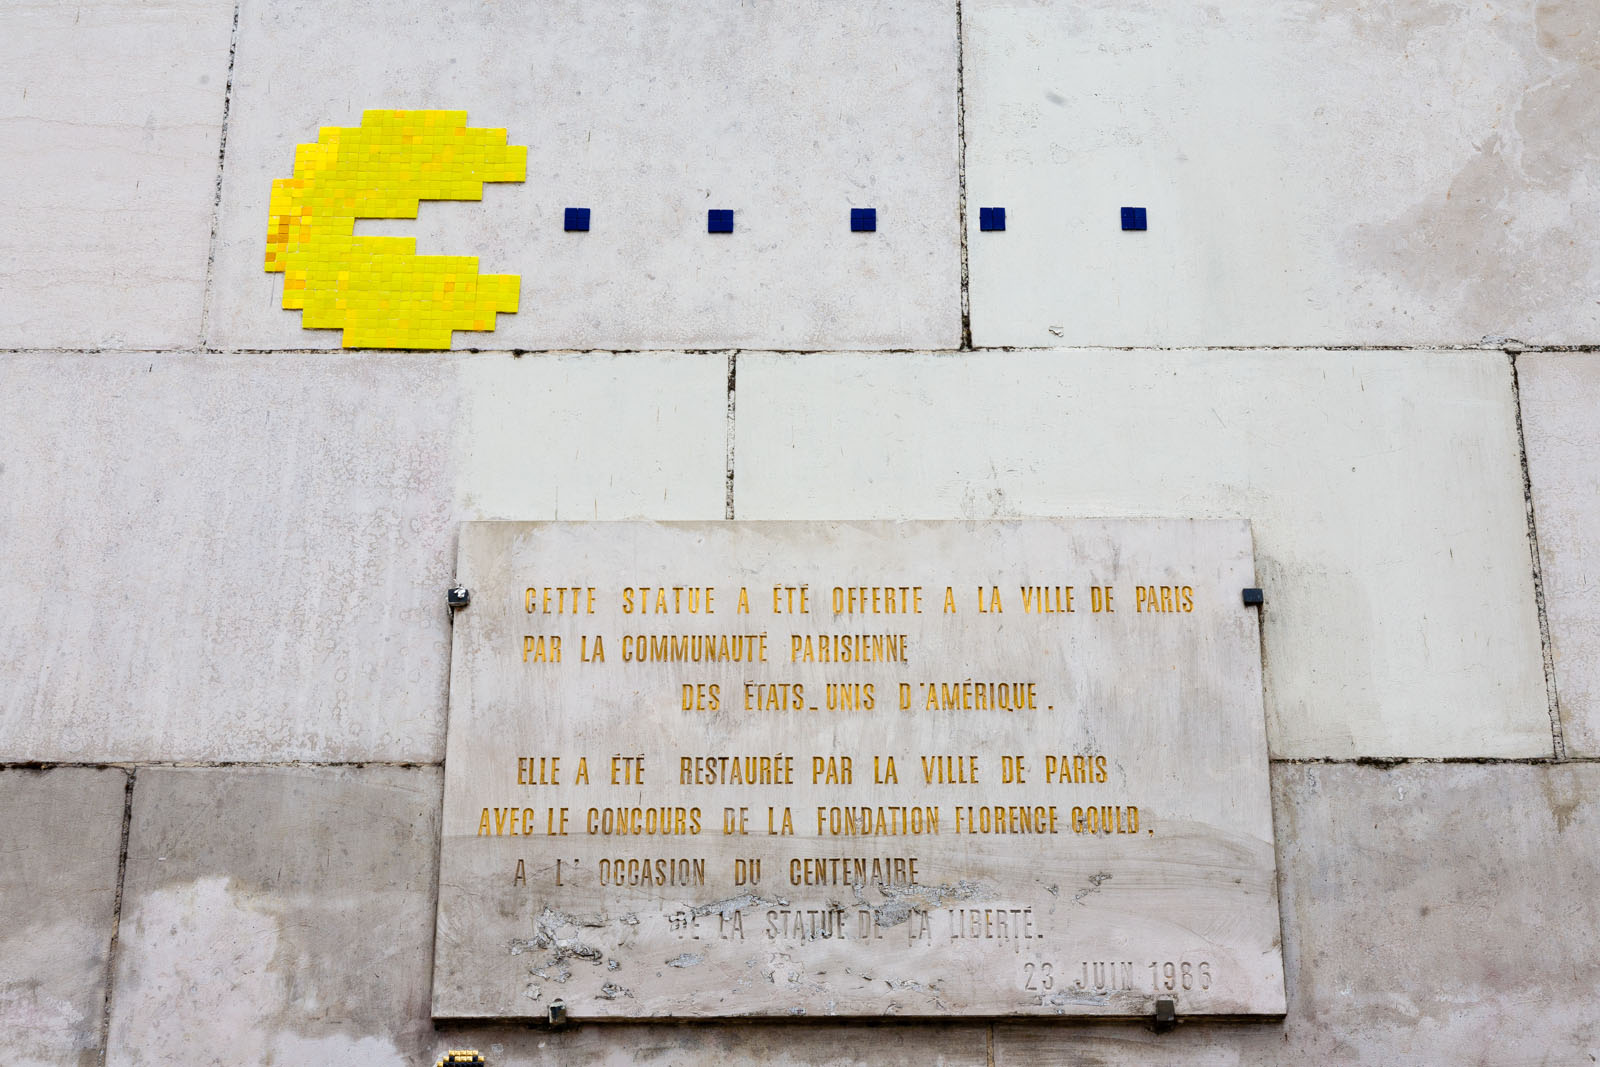 CETTE STATUE A ÉTÉ OFFERTE A LA VILLE DE PARIS
PAR LA COMMUNAUTÉ PARISIENNE
DES ÉTATS_UNIS D'AMÉRIQUE.
ELLE A ÉTÉ RESTAURÉE PAR LA VILLE DE PARIS
AVEC LE CONCOURS DE LA FONDATION FLORENCE GOULD,
A L'OCCASION DU CENTENAIRE
DE LA STATUE DE LA LIBERTÉ.
23 JUIN 1986